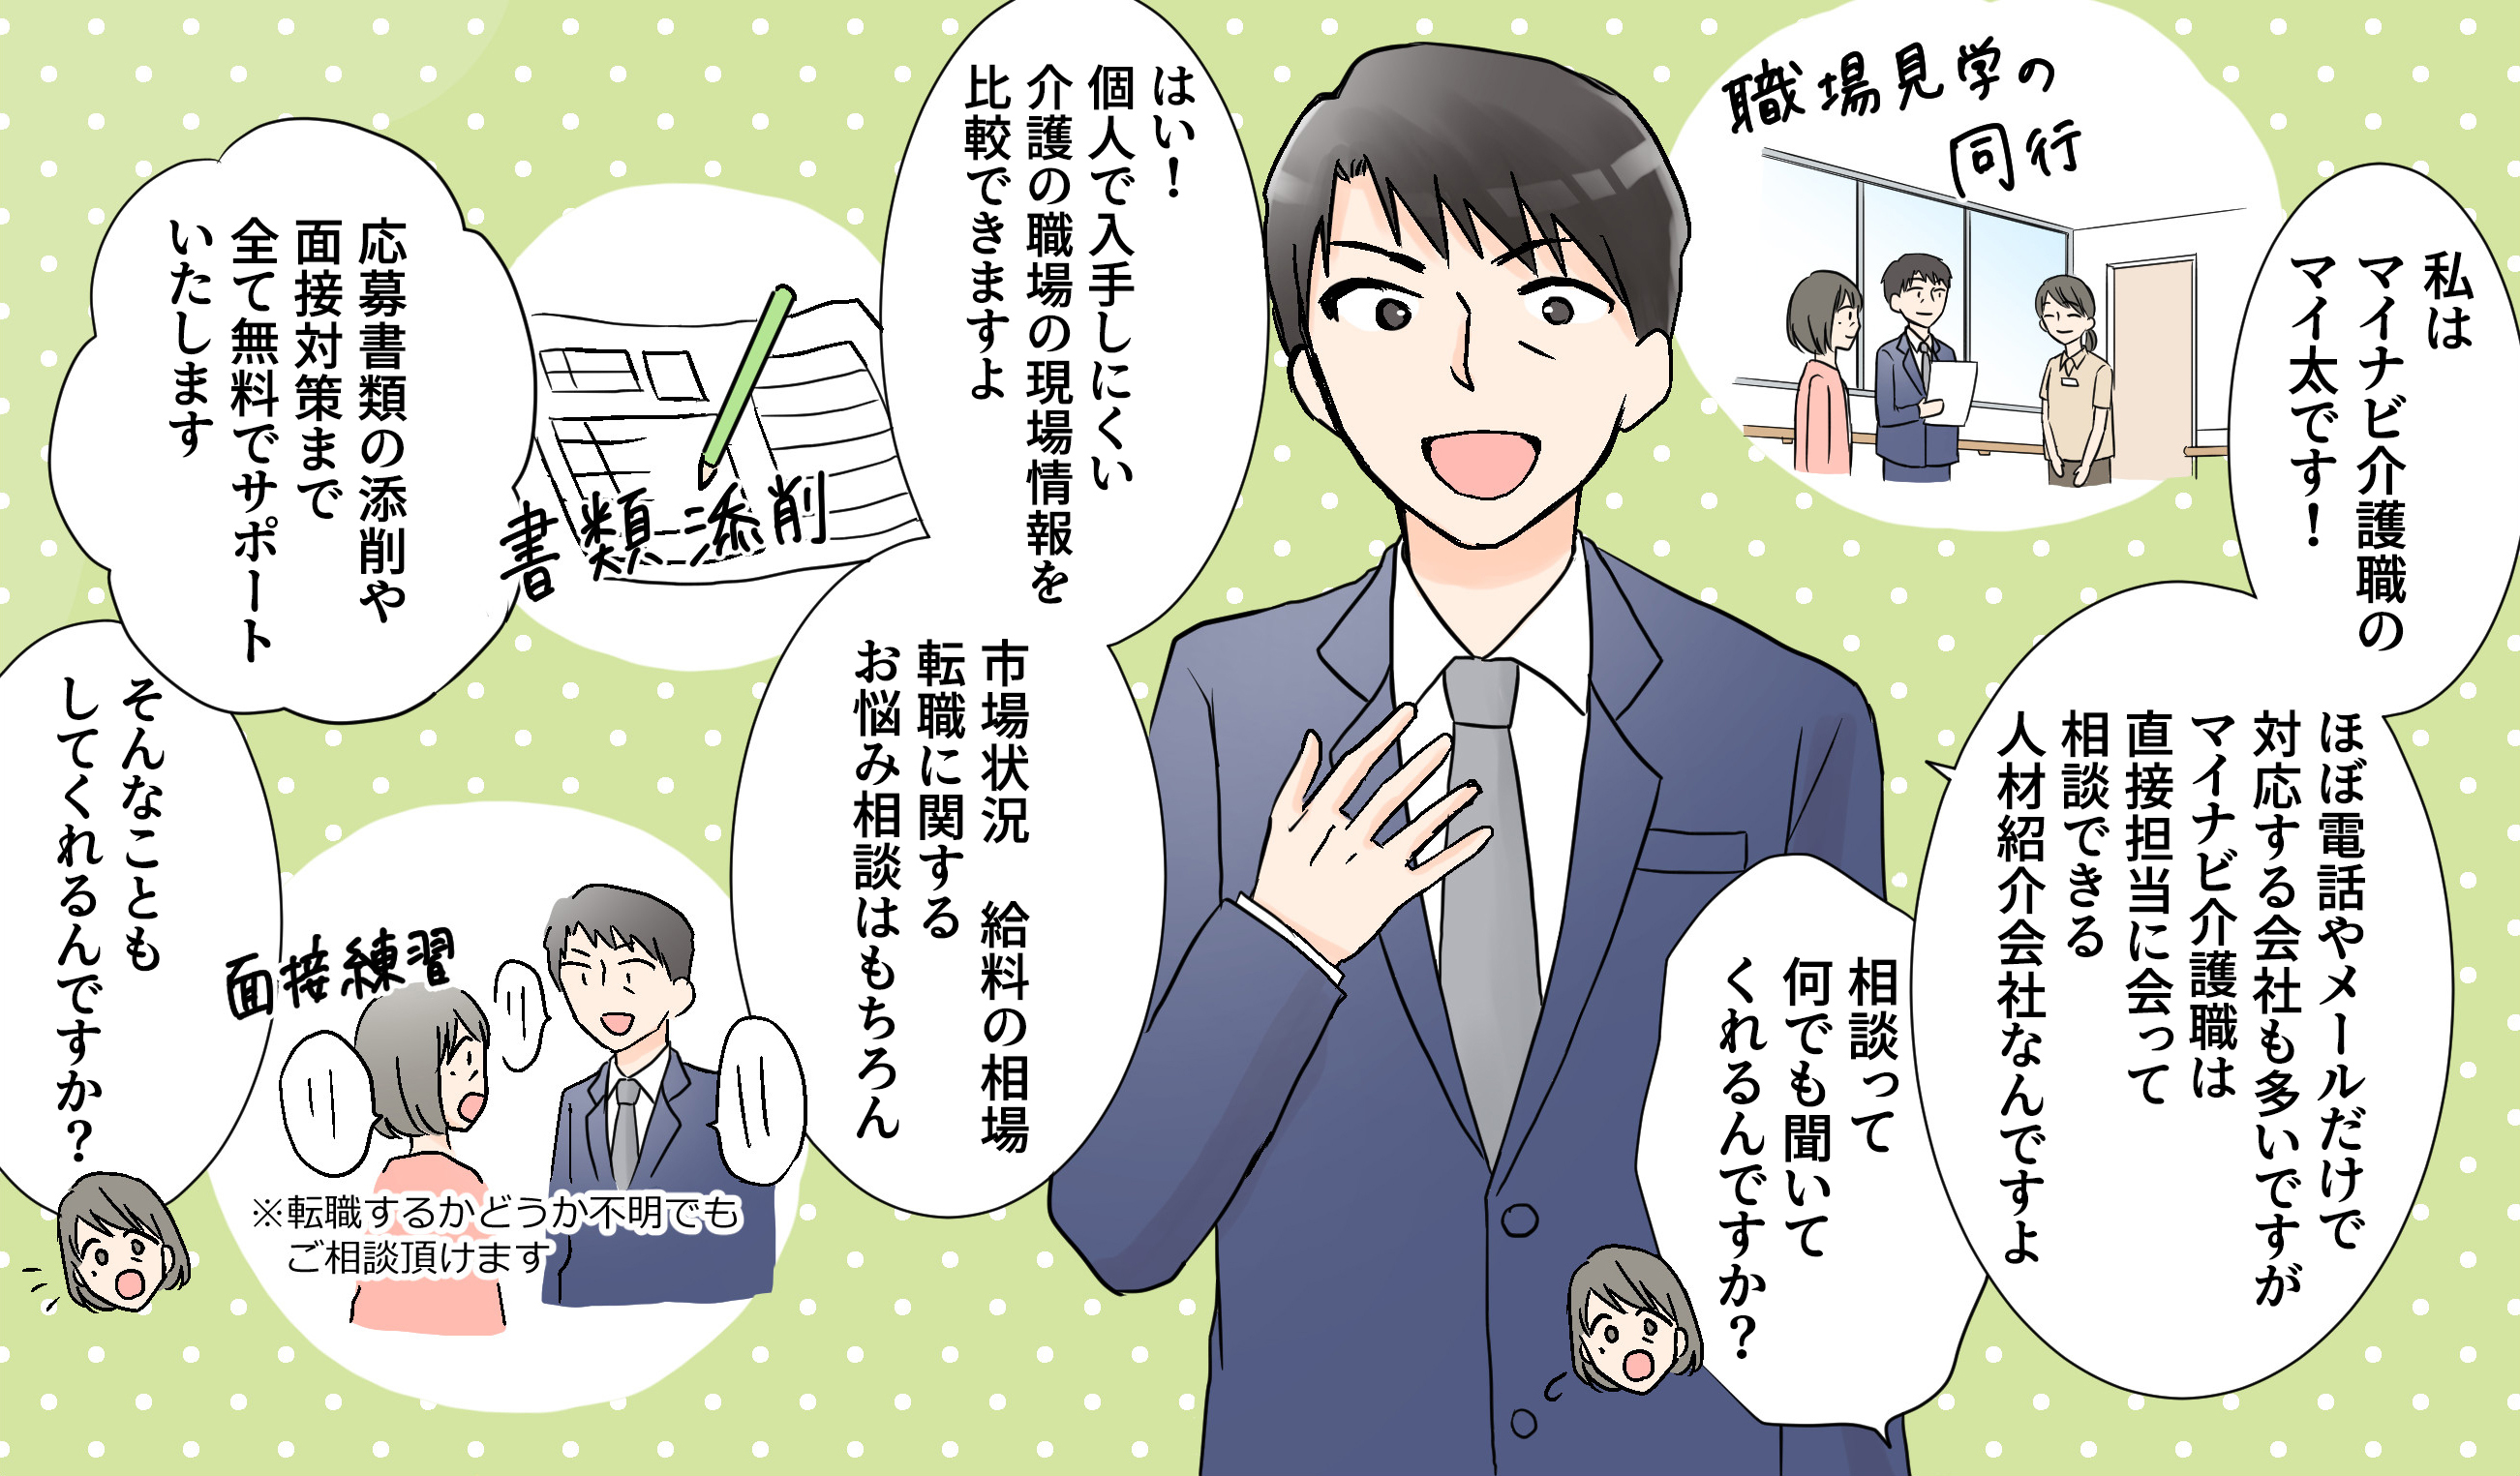 職場見学の
同行
私は
マイナビ介護職の
マイ太です！
ほぼ電話やメールだけで
対応する会社も多いですが
マイナビ介護職は
直接担当に会って
相談できる
人材紹介会社なんですよ
相談って
何でも聞いて
くれるんですか？
はい！
個人で入手しにくい
介護の職場の現場情報を
比較できますよ
市場状況　給料の相場
転職に関する
お悩み相談はもちろん
書類添削
応募書類の添削や
面接対策まで
全て無料でサポート
いたします
面接練習
※転職するかどうか不明でも
ご相談頂けます
そんなことも
してくれるんですか？